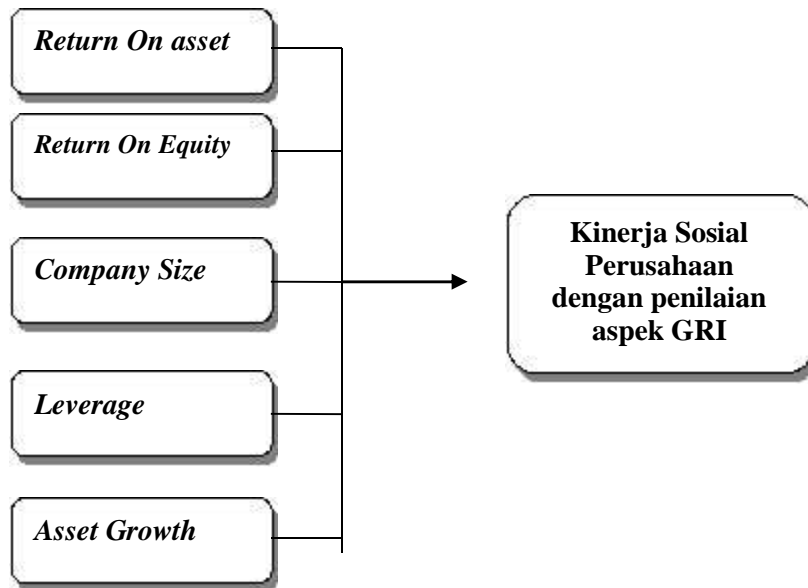 Return On asset
Return On Equity
Company Size
Leverage
Asset Growth
Kinerja Sosial
Perusahaan
dengan penilaian
aspek GRI